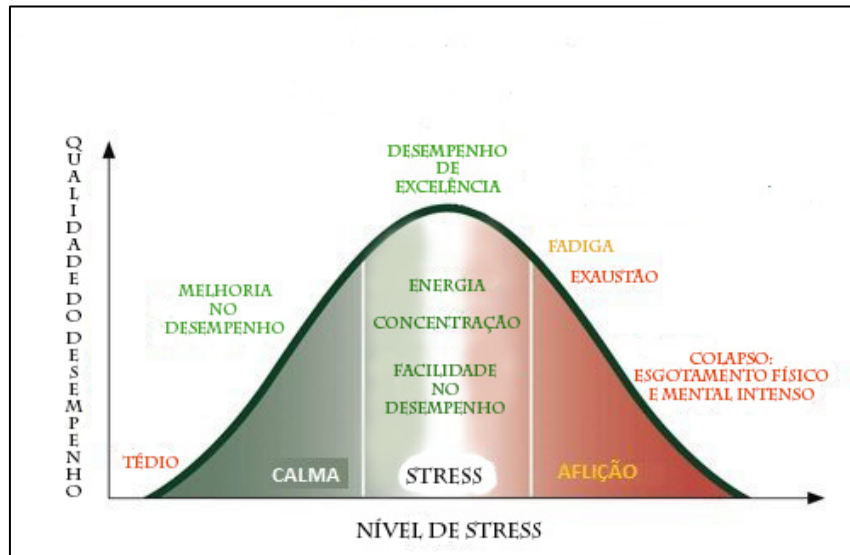 QUALIDADE DO DESEMPENHO
DESEMPENHO
DE
EXCELÊNCIA
FADIGA
EXAUSTÃO
MELHORIA
NO
DESEMPENHO
ENERGIA
CONCENTRAÇÃO
FACILIDADE
NO
DESEMPENHO
COLAPSO:
ESGOTAMENTO FÍSICO
E MENTAL INTENSO
TÉDIO
CALMA
STRESS
AFLIÇÃO
NÍVEL DE STRESS